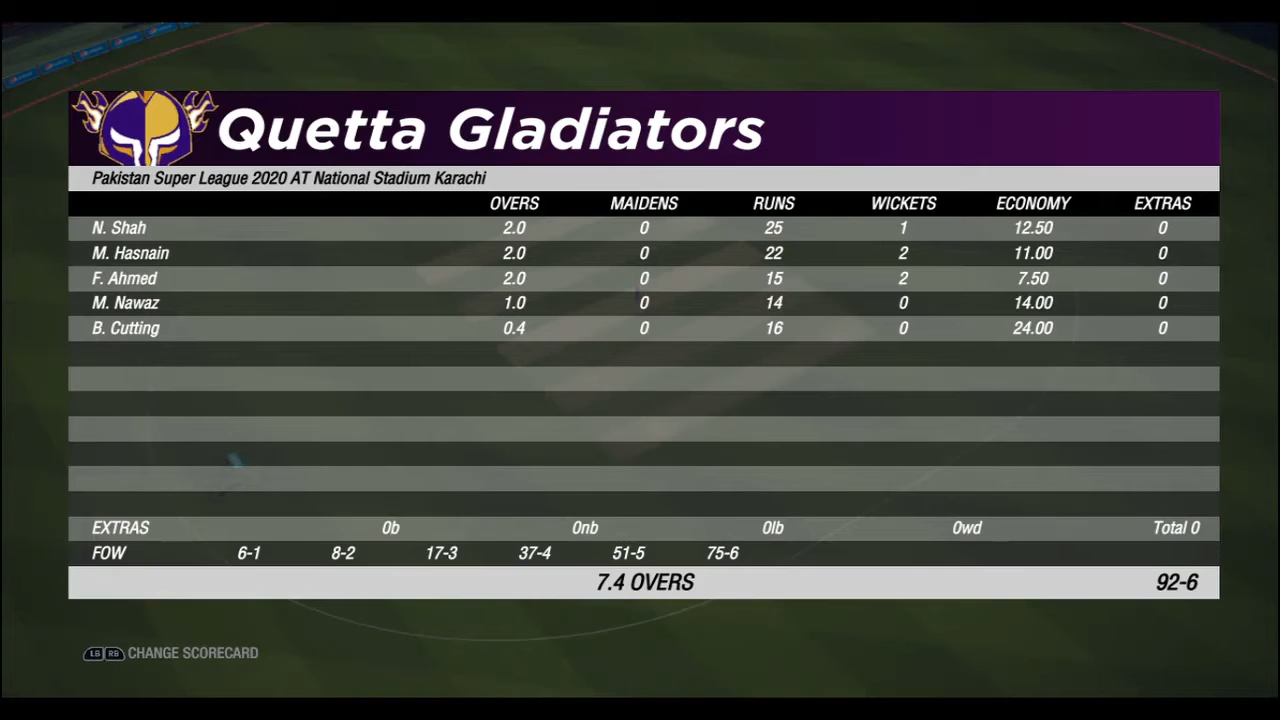 Quetta Gladiators
Pakistan Super League 2020 AT National Stadium Karachi
OVERS MAIDENS RUNS WICKETS ECONOMY EXTRAS
N. Shah 2.0 0 25 1 12.50 0
M. Hasnain 2.0 0 22 2 11.00 0
F. Ahmed 2.0 0 15 2 7.50 0
M. Nawaz 1.0 0 14 0 14.00 0
B. Cutting 0.4 0 16 0 24.00 0
EXTRAS 0b 0nb 0lb 0wd Total 0
FOW 6-1 8-2 17-3 37-4 51-5 75-6
7.4 OVERS 92-6
LB RB CHANGE SCORECARD